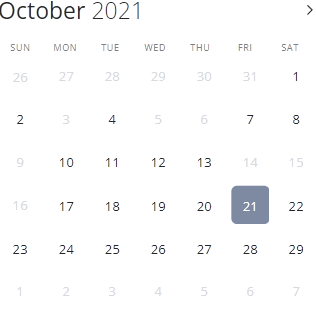 October 2021
SUN MON TUE WED THU FRI SAT
26 27 28 29 30 31 1
2 3 4 5 6 7 8
9 10 11 12 13 14 15
16 17 18 19 20 21 22
23 24 25 26 27 28 29
1 2 3 4 5 6 7